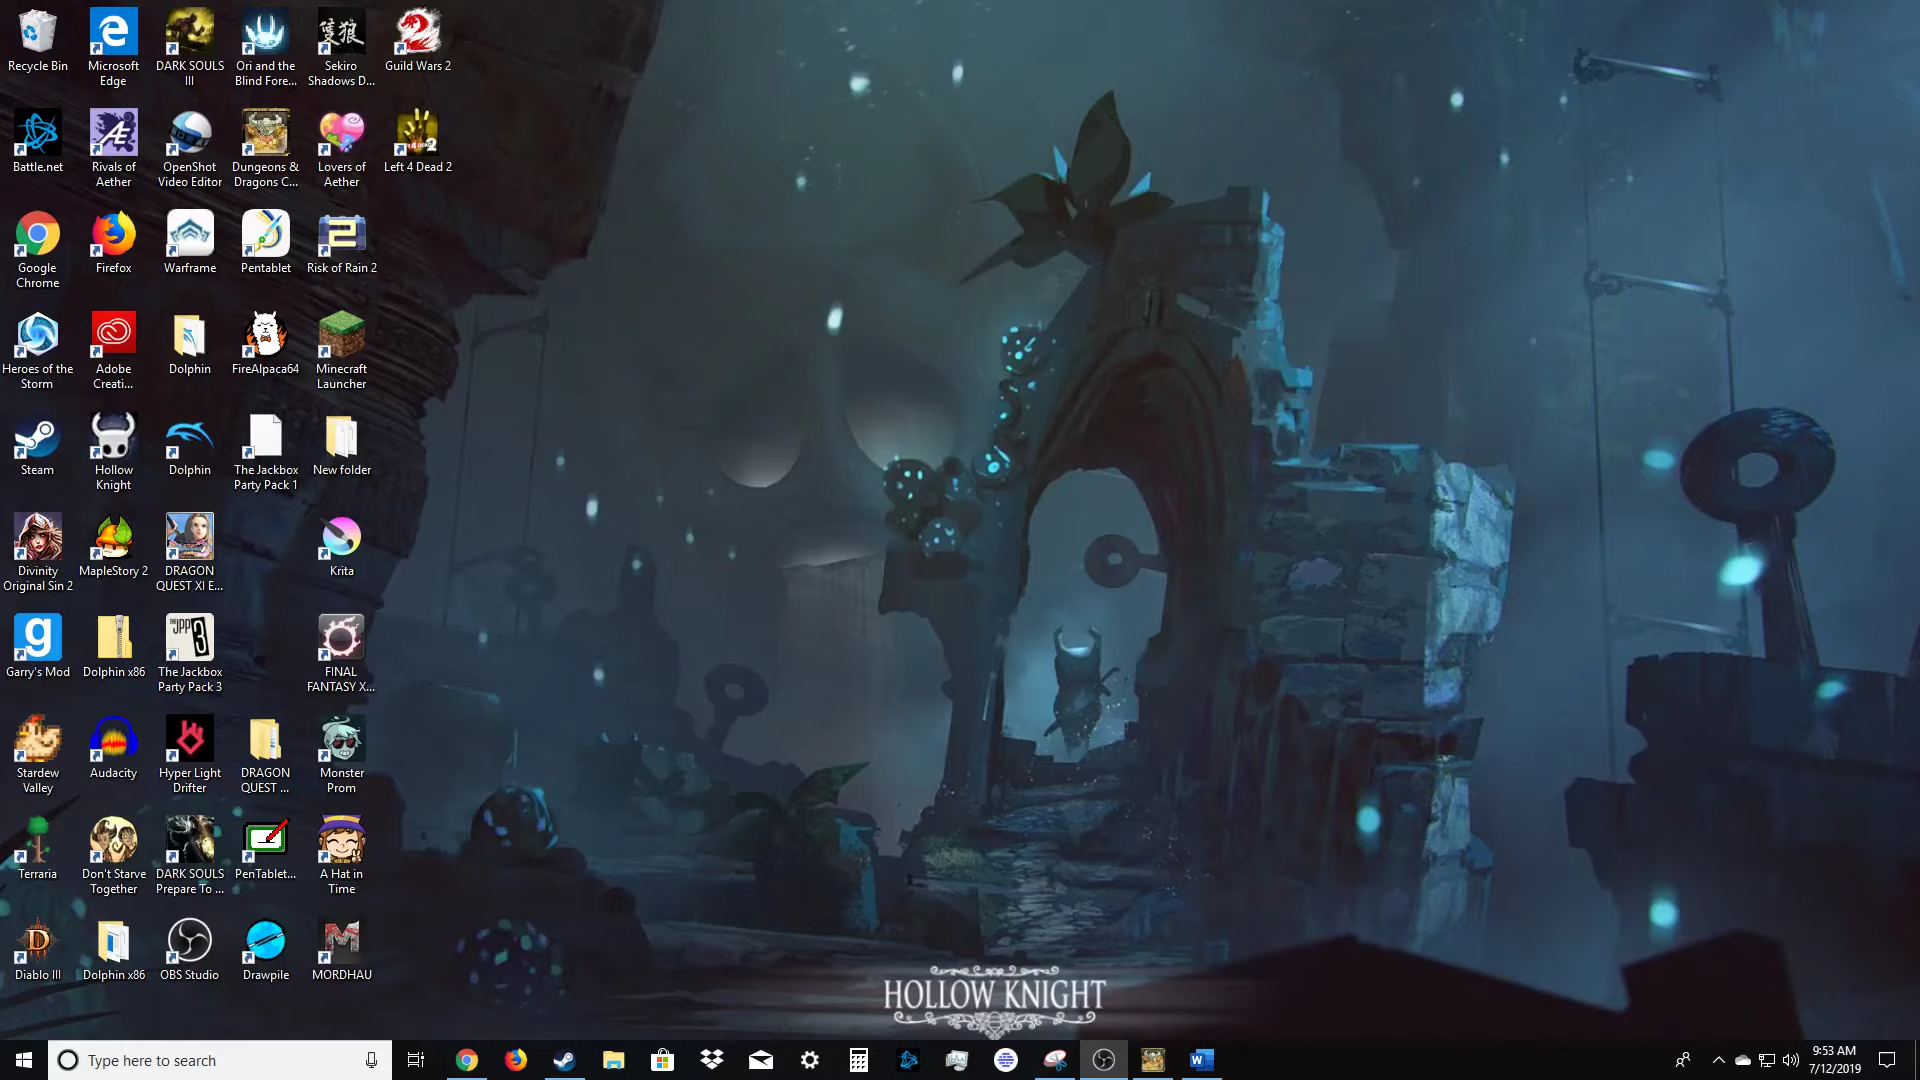 Recycle Bin
Microsoft
Edge
DARK SOULS
III
Ori and the
Blind Fore...
隻狼
Sekiro
Shadows D...
Guild Wars 2
Battle.net
Æ
Rivals of
Aether
OpenShot
Video Editor
Dungeons &
Dragons C...
Lovers of
Aether
Left 4 Dead 2
Google
Chrome
Firefox
Warframe
Pentablet
2
Risk of Rain 2
Heroes of the
Storm
Adobe
Creati...
Dolphin
FireAlpaca64
Minecraft
Launcher
Steam
Hollow
Knight
Dolphin
The Jackbox
Party Pack 1
New folder
Divinity
Original Sin 2
MapleStory 2
DRAGON
QUEST XI E...
Krita
g
Garry's Mod
Dolphin x86
THE JPP 3
The Jackbox
Party Pack 3
FINAL
FANTASY X...
Stardew
Valley
Audacity
Hyper Light
Drifter
DRAGON
QUEST ...
Monster
Prom
Terraria
Don't Starve
Together
DARK SOULS
Prepare To ...
PenTablet...
A Hat in
Time
D
Diablo III
Dolphin x86
OBS Studio
Drawpile
M
MORDHAU
HOLLOW KNIGHT
Type here to search
W
9:53 AM
7/12/2019